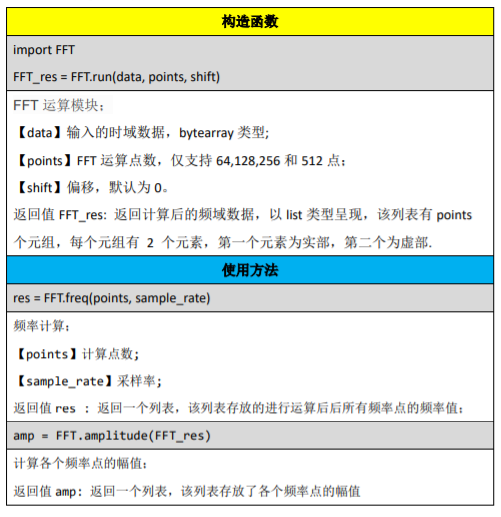 构造函数
import FFT
FFT_res = FFT.run(data, points, shift)
FFT 运算模块；
【data】输入的时域数据，bytearray 类型;
【points】FFT 运算点数，仅支持 64,128,256 和 512 点；
【shift】偏移，默认为 0。
返回值 FFT_res: 返回计算后的频域数据，以 list 类型呈现，该列表有 points
个元组，每个元组有 2 个元素，第一个元素为实部，第二个为虚部.
使用方法
res = FFT.freq(points, sample_rate)
频率计算；
【points】计算点数;
【sample_rate】采样率;
返回值 res : 返回一个列表，该列表存放的进行运算后后所有频率点的频率值；
amp = FFT.amplitude(FFT_res)
计算各个频率点的幅值；
返回值 amp: 返回一个列表，该列表存放了各个频率点的幅值